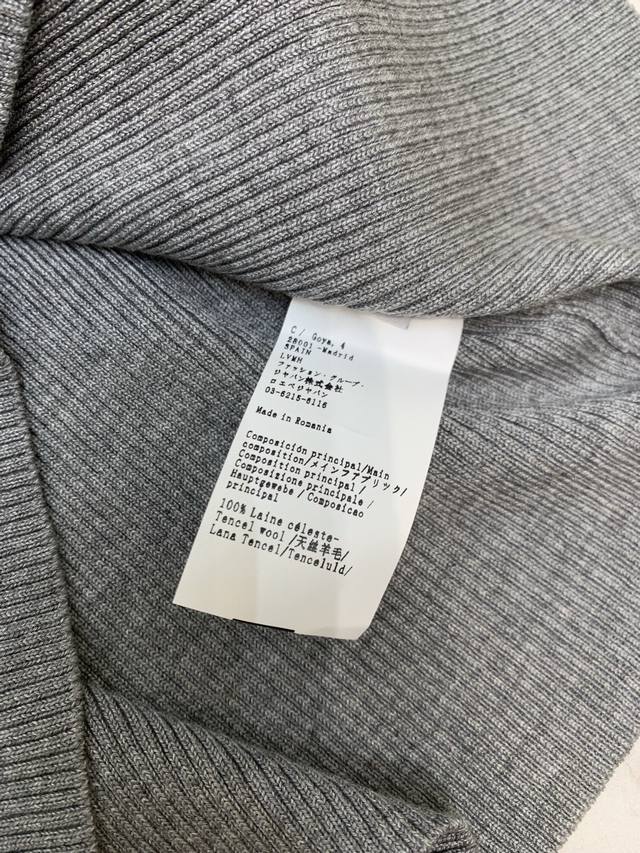 C/ Goya, 4
28001 -Madrid
SPAIN
LVMH
ファッション・グループ・
ジャパン株式会社
ロエベジャパン
03-6215-6116
Made in Romania
Composición principal/Main
composition/メインファブリック/
Composition principal /
Composizione principale /
Hauptgewebe /Composicao
principal
100% Laine céleste-
Tencel wool /天絲羊毛/
Lana Tencel/Tenceluld/